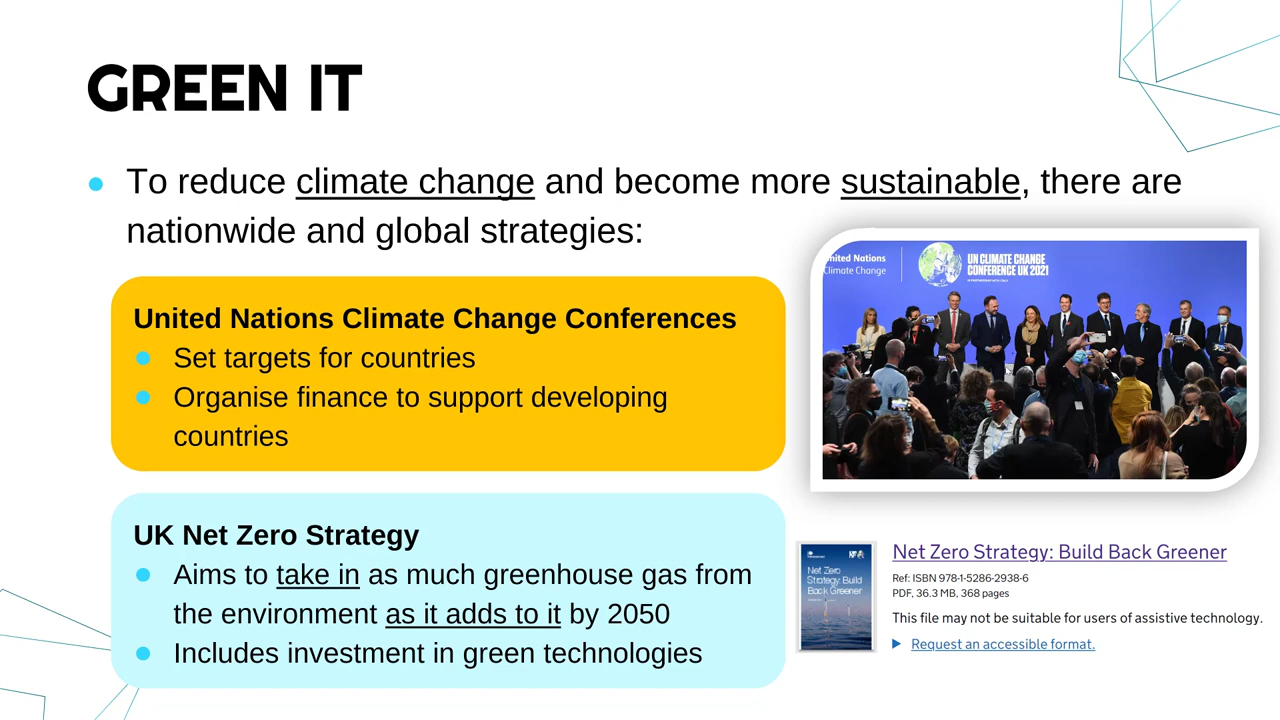 GREEN IT
To reduce climate change and become more sustainable, there are
nationwide and global strategies:
United Nations Climate Change Conferences
Set targets for countries
Organise finance to support developing
countries
United Nations
Climate Change
UN CLIMATE CHANGE
CONFERENCE UK 2021
IN PARTNERSHIP WITH ITALY
UK Net Zero Strategy
Aims to take in as much greenhouse gas from
the environment as it adds to it by 2050
Includes investment in green technologies
Net Zero
Strategy: Build
Back Greener
Net Zero Strategy: Build Back Greener
Ref: ISBN 978-1-5286-2938-6
PDF, 36.3 MB, 368 pages
This file may not be suitable for users of assistive technology.
Request an accessible format.